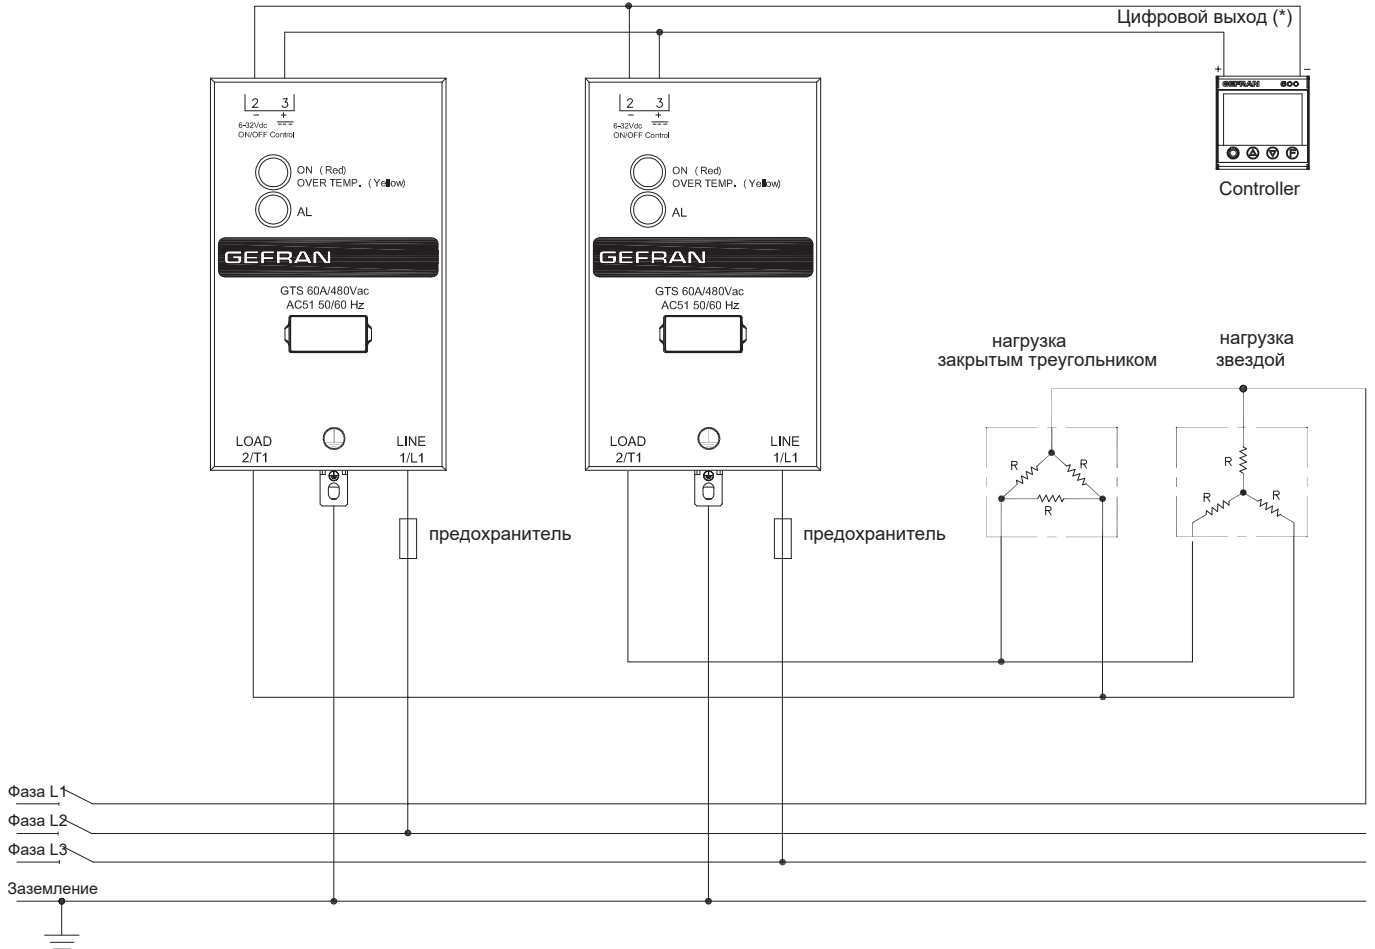 Цифровой выход (*)
+ −
GEFRAN 600
F
Controller
2 3
− +
6-32Vdc
ON/OFF Control
ON (Red)
OVER TEMP. (Yellow)
AL
GEFRAN
GTS 60A/480Vac
AC51 50/60 Hz
LOAD
2/T1
LINE
1/L1
предохранитель
2 3
− +
6-32Vdc
ON/OFF Control
ON (Red)
OVER TEMP. (Yellow)
AL
GEFRAN
GTS 60A/480Vac
AC51 50/60 Hz
LOAD
2/T1
LINE
1/L1
предохранитель
нагрузка
закрытым треугольником
R R
R
нагрузка
звездой
R
R R
Фаза L1
Фаза L2
Фаза L3
Заземление